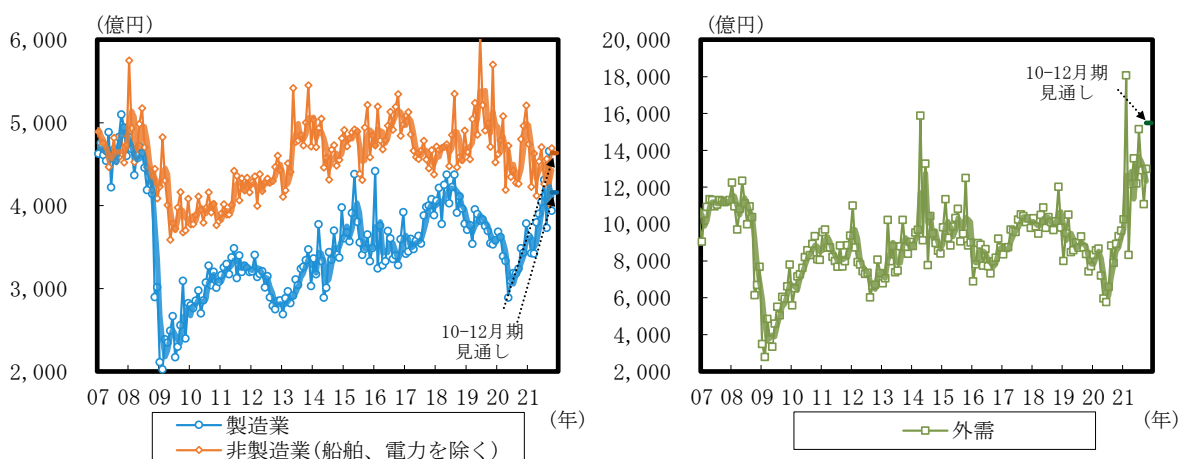 (億円)
6,000
5,000
4,000
3,000
2,000
10-12月期
見通し
07 08 09 10 11 12 13 14 15 16 17 18 19 20 21
(年)
製造業
非製造業(船舶、電力を除く)
(億円)
20,000
18,000
16,000
14,000
12,000
10,000
8,000
6,000
4,000
2,000
10-12月期
見通し
07 08 09 10 11 12 13 14 15 16 17 18 19 20 21
(年)
外需